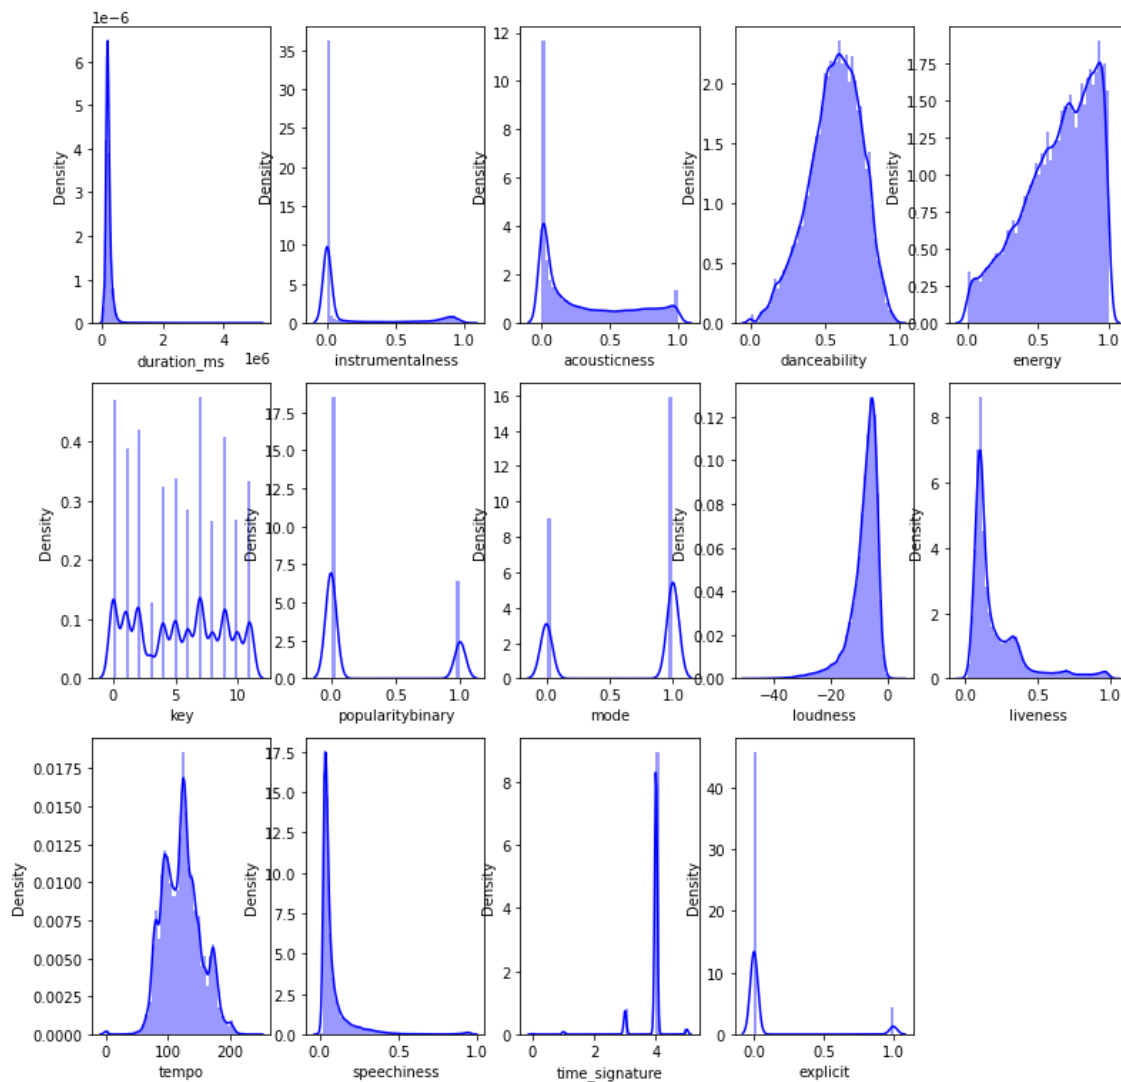 1e−6
6
5
4
3
2
1
0
Density
0 2 4
1e6
duration_ms
35
30
25
20
15
10
5
0
Density
0.0 0.5 1.0
instrumentalness
12
10
8
6
4
2
0
Density
0.0 0.5 1.0
acousticness
2.0
1.5
1.0
0.5
0.0
Density
0.0 0.5 1.0
danceability
1.75
1.50
1.25
1.00
0.75
0.50
0.25
0.00
Density
0.0 0.5 1.0
energy
0.4
0.3
0.2
0.1
0.0
Density
0 5 10
key
17.5
15.0
12.5
10.0
7.5
5.0
2.5
0.0
Density
0.0 0.5 1.0
popularitybinary
16
14
12
10
8
6
4
2
0
Density
0.0 0.5 1.0
mode
0.12
0.10
0.08
0.06
0.04
0.02
0.00
Density
−40 −20 0
loudness
8
6
4
2
0
Density
0.0 0.5 1.0
liveness
0.0175
0.0150
0.0125
0.0100
0.0075
0.0050
0.0025
0.0000
Density
0 100 200
tempo
17.5
15.0
12.5
10.0
7.5
5.0
2.5
0.0
Density
0.0 0.5 1.0
speechiness
8
6
4
2
0
Density
0 2 4
time_signature
40
30
20
10
0
Density
0.0 0.5 1.0
explicit